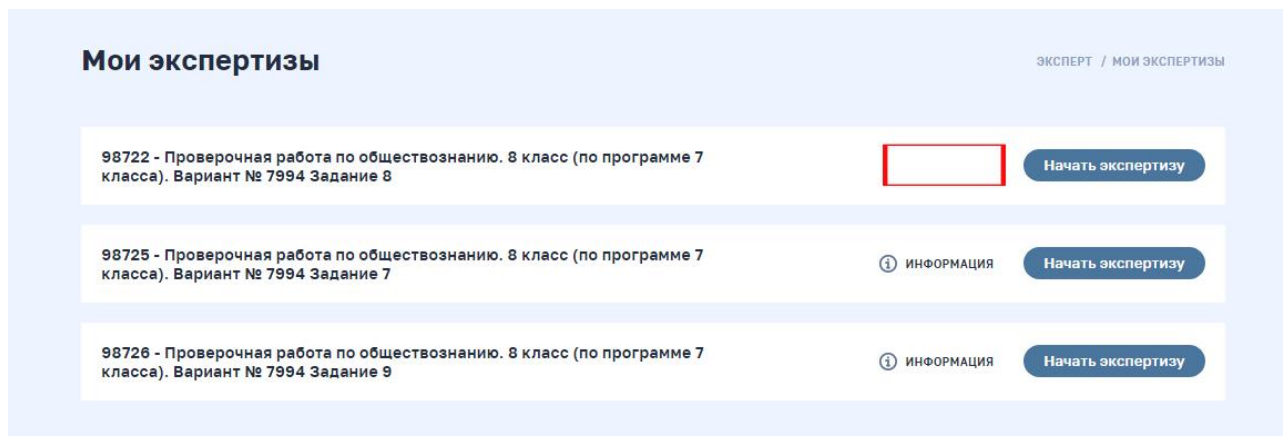 Мои экспертизы
ЭКСПЕРТ / МОИ ЭКСПЕРТИЗЫ
98722 - Проверочная работа по обществознанию. 8 класс (по программе 7
класса). Вариант № 7994 Задание 8
Начать экспертизу
98725 - Проверочная работа по обществознанию. 8 класс (по программе 7
класса). Вариант № 7994 Задание 7
ИНФОРМАЦИЯ
Начать экспертизу
98726 - Проверочная работа по обществознанию. 8 класс (по программе 7
класса). Вариант № 7994 Задание 9
ИНФОРМАЦИЯ
Начать экспертизу